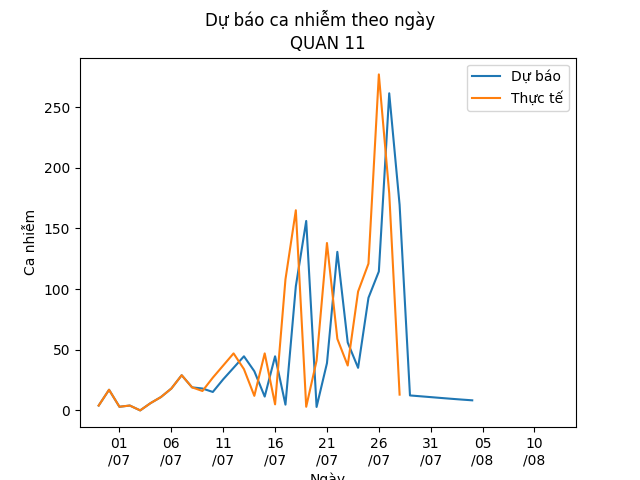 Dự báo ca nhiễm theo ngày
QUAN 11
Dự báo
Thực tế
Ca nhiễm
250
200
150
100
50
0
01 06 11 16 21 26 31 05 10
/07 /07 /07 /07 /07 /07 /07 /08 /08
Ngày